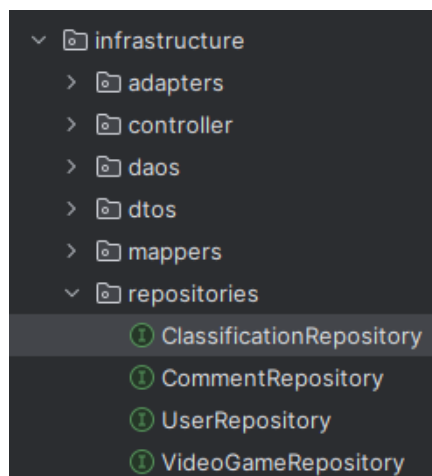 infrastructure
adapters
controller
daos
dtos
mappers
repositories
ClassificationRepository
CommentRepository
UserRepository
VideoGameRepository